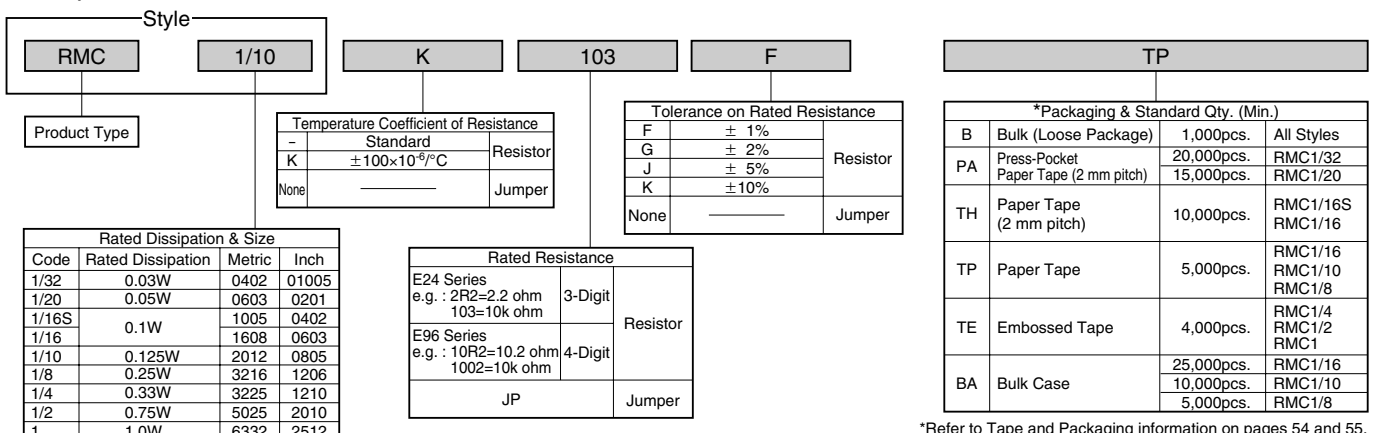 Style
RMC 1/10 K 103 F TP
Product Type
Temperature Coefficient of Resistance
− Standard Resistor
K ±100×10⁻⁶/°C
None ——— Jumper
Tolerance on Rated Resistance
F ± 1% Resistor
G ± 2%
J ± 5%
K ±10%
None ——— Jumper
*Packaging & Standard Qty. (Min.)
B Bulk (Loose Package) 1,000pcs. All Styles
PA Press-Pocket 20,000pcs. RMC1/32
Paper Tape (2 mm pitch) 15,000pcs. RMC1/20
TH Paper Tape 10,000pcs. RMC1/16S
(2 mm pitch) RMC1/16
TP Paper Tape 5,000pcs. RMC1/16
RMC1/10
RMC1/8
TE Embossed Tape 4,000pcs. RMC1/4
RMC1/2
RMC1
BA Bulk Case 25,000pcs. RMC1/16
10,000pcs. RMC1/10
5,000pcs. RMC1/8
*Refer to Tape and Packaging information on pages 54 and 55.
Rated Dissipation & Size
Code Rated Dissipation Metric Inch
1/32 0.03W 0402 01005
1/20 0.05W 0603 0201
1/16S 0.1W 1005 0402
1/16 1608 0603
1/10 0.125W 2012 0805
1/8 0.25W 3216 1206
1/4 0.33W 3225 1210
1/2 0.75W 5025 2010
1 1.0W 6332 2512
Rated Resistance
E24 Series
e.g. : 2R2=2.2 ohm 3-Digit
103=10k ohm
Resistor
E96 Series
e.g. : 10R2=10.2 ohm 4-Digit
1002=10k ohm
JP Jumper